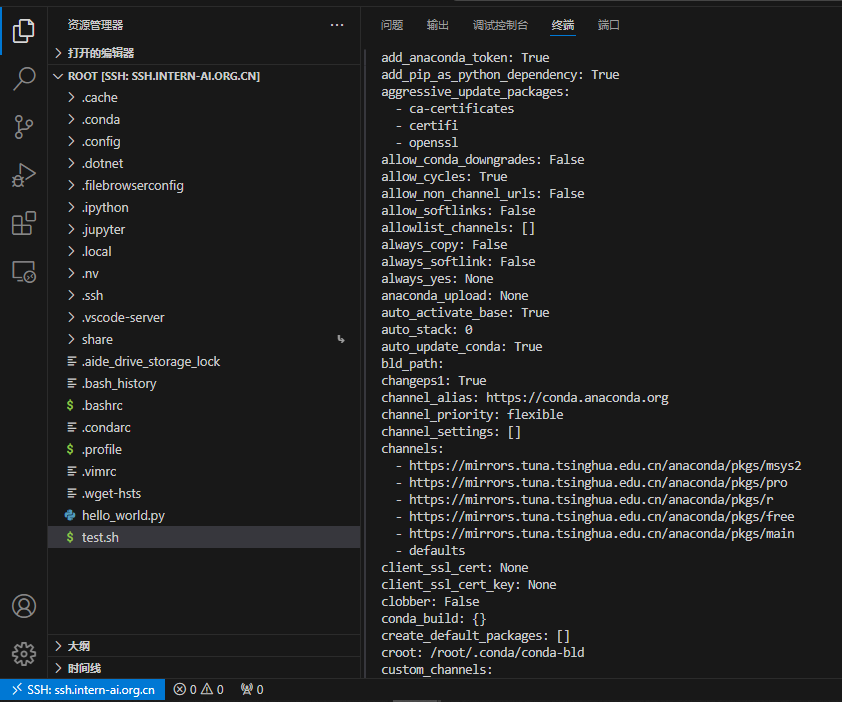 资源管理器
打开的编辑器
ROOT [SSH: SSH.INTERN-AI.ORG.CN]
.cache
.conda
.config
.dotnet
.filebrowserconfig
.ipython
.jupyter
.local
.nv
.ssh
.vscode-server
share
.aide_drive_storage_lock
.bash_history
$ .bashrc
.condarc
$ .profile
.vimrc
.wget-hsts
hello_world.py
$ test.sh
大纲
时间线
问题 输出 调试控制台 终端 端口
add_anaconda_token: True
add_pip_as_python_dependency: True
aggressive_update_packages:
- ca-certificates
- certifi
- openssl
allow_conda_downgrades: False
allow_cycles: True
allow_non_channel_urls: False
allow_softlinks: False
allowlist_channels: []
always_copy: False
always_softlink: False
always_yes: None
anaconda_upload: None
auto_activate_base: True
auto_stack: 0
auto_update_conda: True
bld_path:
changeps1: True
channel_alias: https://conda.anaconda.org
channel_priority: flexible
channel_settings: []
channels:
- https://mirrors.tuna.tsinghua.edu.cn/anaconda/pkgs/msys2
- https://mirrors.tuna.tsinghua.edu.cn/anaconda/pkgs/pro
- https://mirrors.tuna.tsinghua.edu.cn/anaconda/pkgs/r
- https://mirrors.tuna.tsinghua.edu.cn/anaconda/pkgs/free
- https://mirrors.tuna.tsinghua.edu.cn/anaconda/pkgs/main
- defaults
client_ssl_cert: None
client_ssl_cert_key: None
clobber: False
conda_build: {}
create_default_packages: []
croot: /root/.conda/conda-bld
custom_channels:
SSH: ssh.intern-ai.org.cn 0 0 0